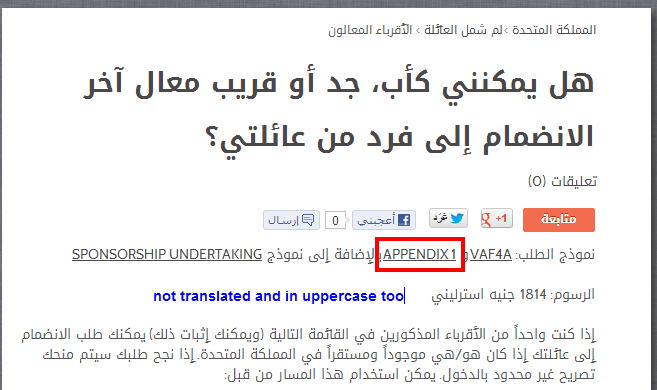 المملكة المتحدة › لم شمل العائلة › الأقرباء المعالون
هل يمكنني كأب، جد أو قريب معال آخر
الانضمام إلى فرد من عائلتي؟
تعليقات (0)
متابعة +1 غرّد أعجبني 0 إرسال
نموذج الطلب: VAF4A و APPENDIX 1 بالإضافة إلى نموذج SPONSORSHIP UNDERTAKING
الرسوم: 1814 جنيه استرليني not translated and in uppercase too
إذا كنت واحداً من الأقرباء المذكورين في القائمة التالية (ويمكنك إثبات ذلك) يمكنك طلب الانضمام
إلى عائلتك إذا كان هو/هي موجوداً ومستقراً في المملكة المتحدة. إذا نجح طلبك سيتم منحك
تصريح غير محدود بالدخول. يمكن استخدام هذا المسار من قبل: